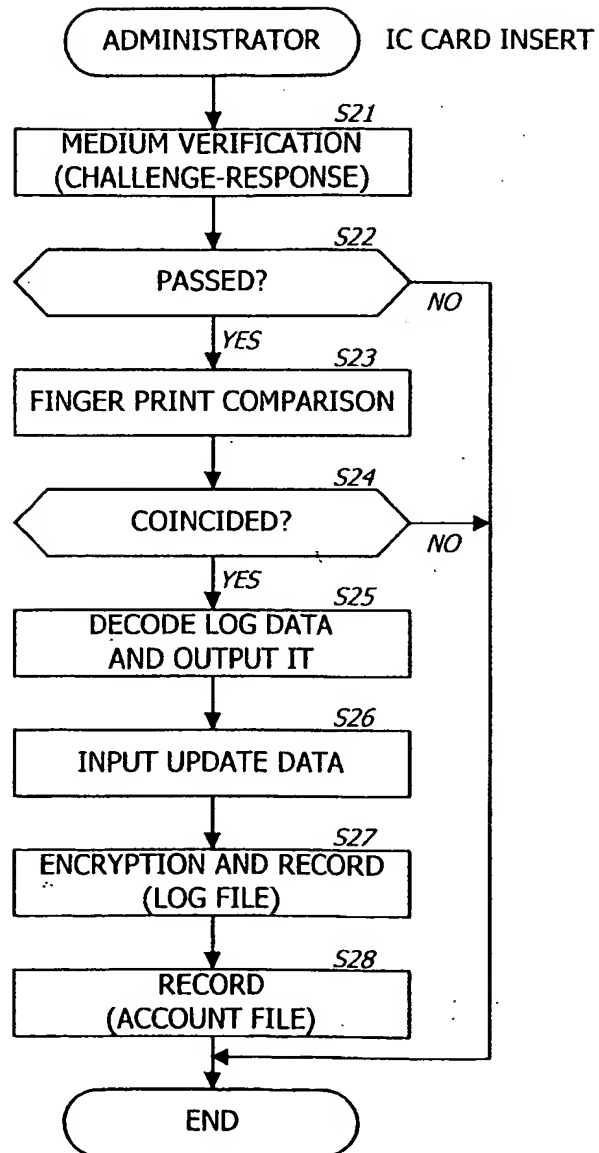 ADMINISTRATOR IC CARD INSERT
S21
MEDIUM VERIFICATION
(CHALLENGE-RESPONSE)
S22
PASSED?
NO
YES
S23
FINGER PRINT COMPARISON
S24
COINCIDED?
NO
YES
S25
DECODE LOG DATA
AND OUTPUT IT
S26
INPUT UPDATE DATA
S27
ENCRYPTION AND RECORD
(LOG FILE)
S28
RECORD
(ACCOUNT FILE)
END